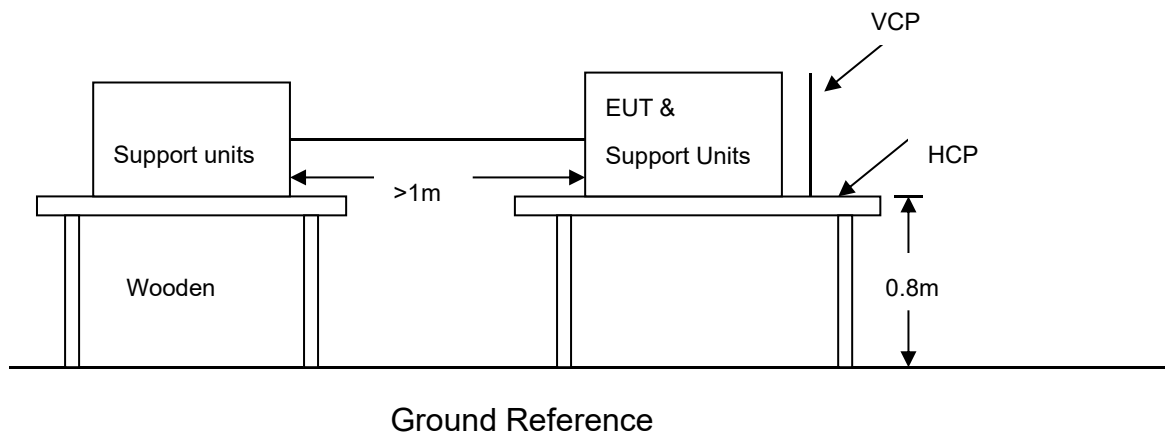 VCP
EUT &
Support units
Support Units
HCP
>1m
Wooden
0.8m
Ground Reference